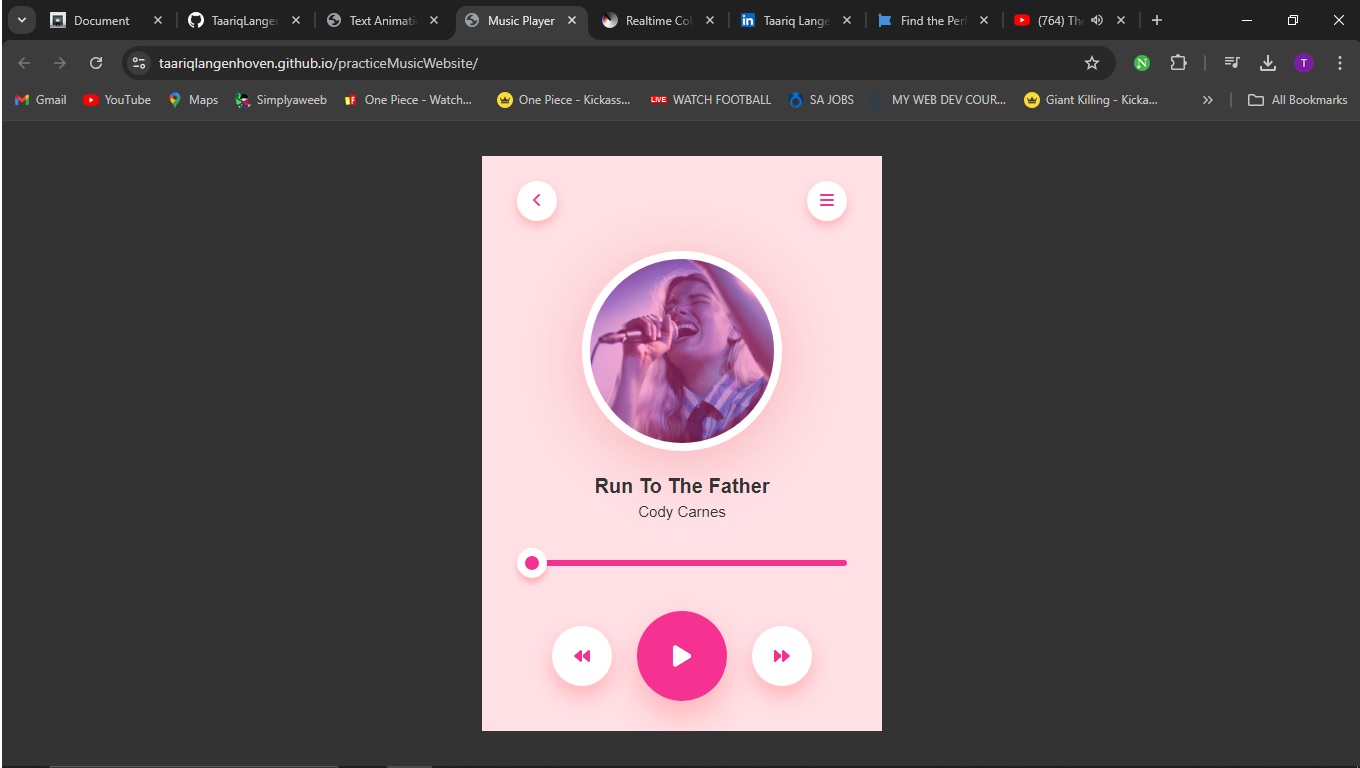 Document
TaariqLangen
Text Animati
Music Player
Realtime Col
Taariq Lange
Find the Perf
(764) The
taariqlangenhoven.github.io/practiceMusicWebsite/
N
T
Gmail
YouTube
Maps
Simplyaweeb
One Piece - Watch...
One Piece - Kickass...
LIVE
WATCH FOOTBALL
SA JOBS
MY WEB DEV COUR...
Giant Killing - Kicka...
All Bookmarks
Run To The Father
Cody Carnes